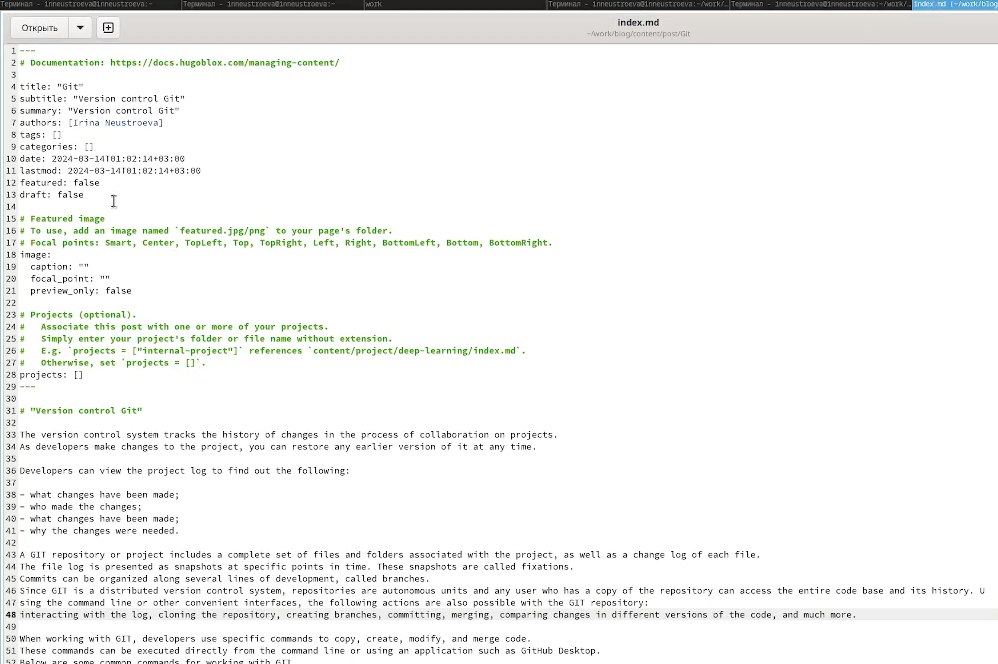 Терминал - inneustroeva@inneustroeva:~
Терминал - inneustroeva@inneustroeva:~
work
Терминал - inneustroeva@inneustroeva:~/work/...
Терминал - inneustroeva@inneustroeva:~/work/...
index.md (~/work/blog
Открыть
index.md
~/work/blog/content/post/Git
1 ---
2 # Documentation: https://docs.hugoblox.com/managing-content/
3
4 title: "Git"
5 subtitle: "Version control Git"
6 summary: "Version control Git"
7 authors: [Irina Neustroeva]
8 tags: []
9 categories: []
10 date: 2024-03-14T01:02:14+03:00
11 lastmod: 2024-03-14T01:02:14+03:00
12 featured: false
13 draft: false
14
15 # Featured image
16 # To use, add an image named `featured.jpg/png` to your page's folder.
17 # Focal points: Smart, Center, TopLeft, Top, TopRight, Left, Right, BottomLeft, Bottom, BottomRight.
18 image:
19   caption: ""
20   focal_point: ""
21   preview_only: false
22
23 # Projects (optional).
24 #   Associate this post with one or more of your projects.
25 #   Simply enter your project's folder or file name without extension.
26 #   E.g. `projects = ["internal-project"]` references `content/project/deep-learning/index.md`.
27 #   Otherwise, set `projects = []`.
28 projects: []
29 ---
30
31 # "Version control Git"
32
33 The version control system tracks the history of changes in the process of collaboration on projects.
34 As developers make changes to the project, you can restore any earlier version of it at any time.
35
36 Developers can view the project log to find out the following:
37
38 - what changes have been made;
39 - who made the changes;
40 - what changes have been made;
41 - why the changes were needed.
42
43 A GIT repository or project includes a complete set of files and folders associated with the project, as well as a change log of each file.
44 The file log is presented as snapshots at specific points in time. These snapshots are called fixations.
45 Commits can be organized along several lines of development, called branches.
46 Since GIT is a distributed version control system, repositories are autonomous units and any user who has a copy of the repository can access the entire code base and its history. U
47 sing the command line or other convenient interfaces, the following actions are also possible with the GIT repository:
48 interacting with the log, cloning the repository, creating branches, committing, merging, comparing changes in different versions of the code, and much more.
49
50 When working with GIT, developers use specific commands to copy, create, modify, and merge code.
51 These commands can be executed directly from the command line or using an application such as GitHub Desktop.
52 Below are some common commands for working with GIT